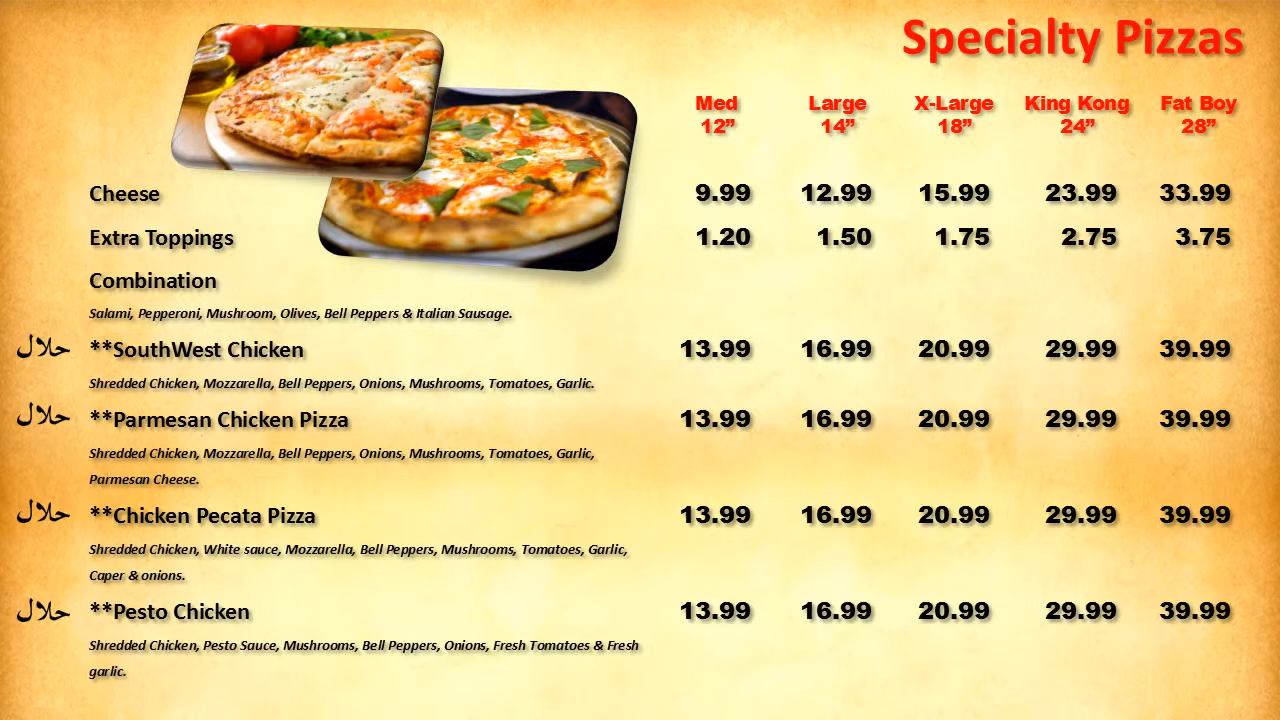 Specialty Pizzas
Med Large X-Large King Kong Fat Boy
12” 14” 18” 24” 28”
Cheese 9.99 12.99 15.99 23.99 33.99
Extra Toppings 1.20 1.50 1.75 2.75 3.75
Combination
Salami, Pepperoni, Mushroom, Olives, Bell Peppers & Italian Sausage.
حلال **SouthWest Chicken 13.99 16.99 20.99 29.99 39.99
Shredded Chicken, Mozzarella, Bell Peppers, Onions, Mushrooms, Tomatoes, Garlic.
حلال **Parmesan Chicken Pizza 13.99 16.99 20.99 29.99 39.99
Shredded Chicken, Mozzarella, Bell Peppers, Onions, Mushrooms, Tomatoes, Garlic,
Parmesan Cheese.
حلال **Chicken Pecata Pizza 13.99 16.99 20.99 29.99 39.99
Shredded Chicken, White sauce, Mozzarella, Bell Peppers, Mushrooms, Tomatoes, Garlic,
Caper & onions.
حلال **Pesto Chicken 13.99 16.99 20.99 29.99 39.99
Shredded Chicken, Pesto Sauce, Mushrooms, Bell Peppers, Onions, Fresh Tomatoes & Fresh
garlic.